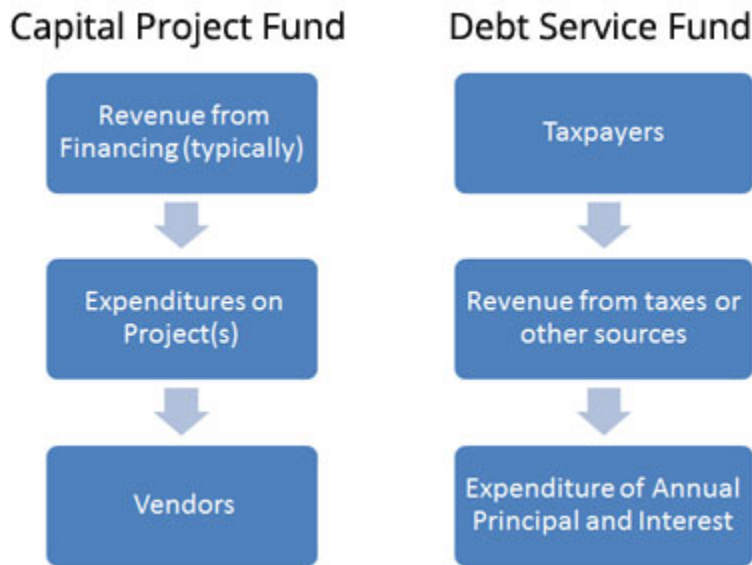 Capital Project Fund
Revenue from
Financing (typically)
Expenditures on
Project(s)
Vendors
Debt Service Fund
Taxpayers
Revenue from taxes or
other sources
Expenditure of Annual
Principal and Interest